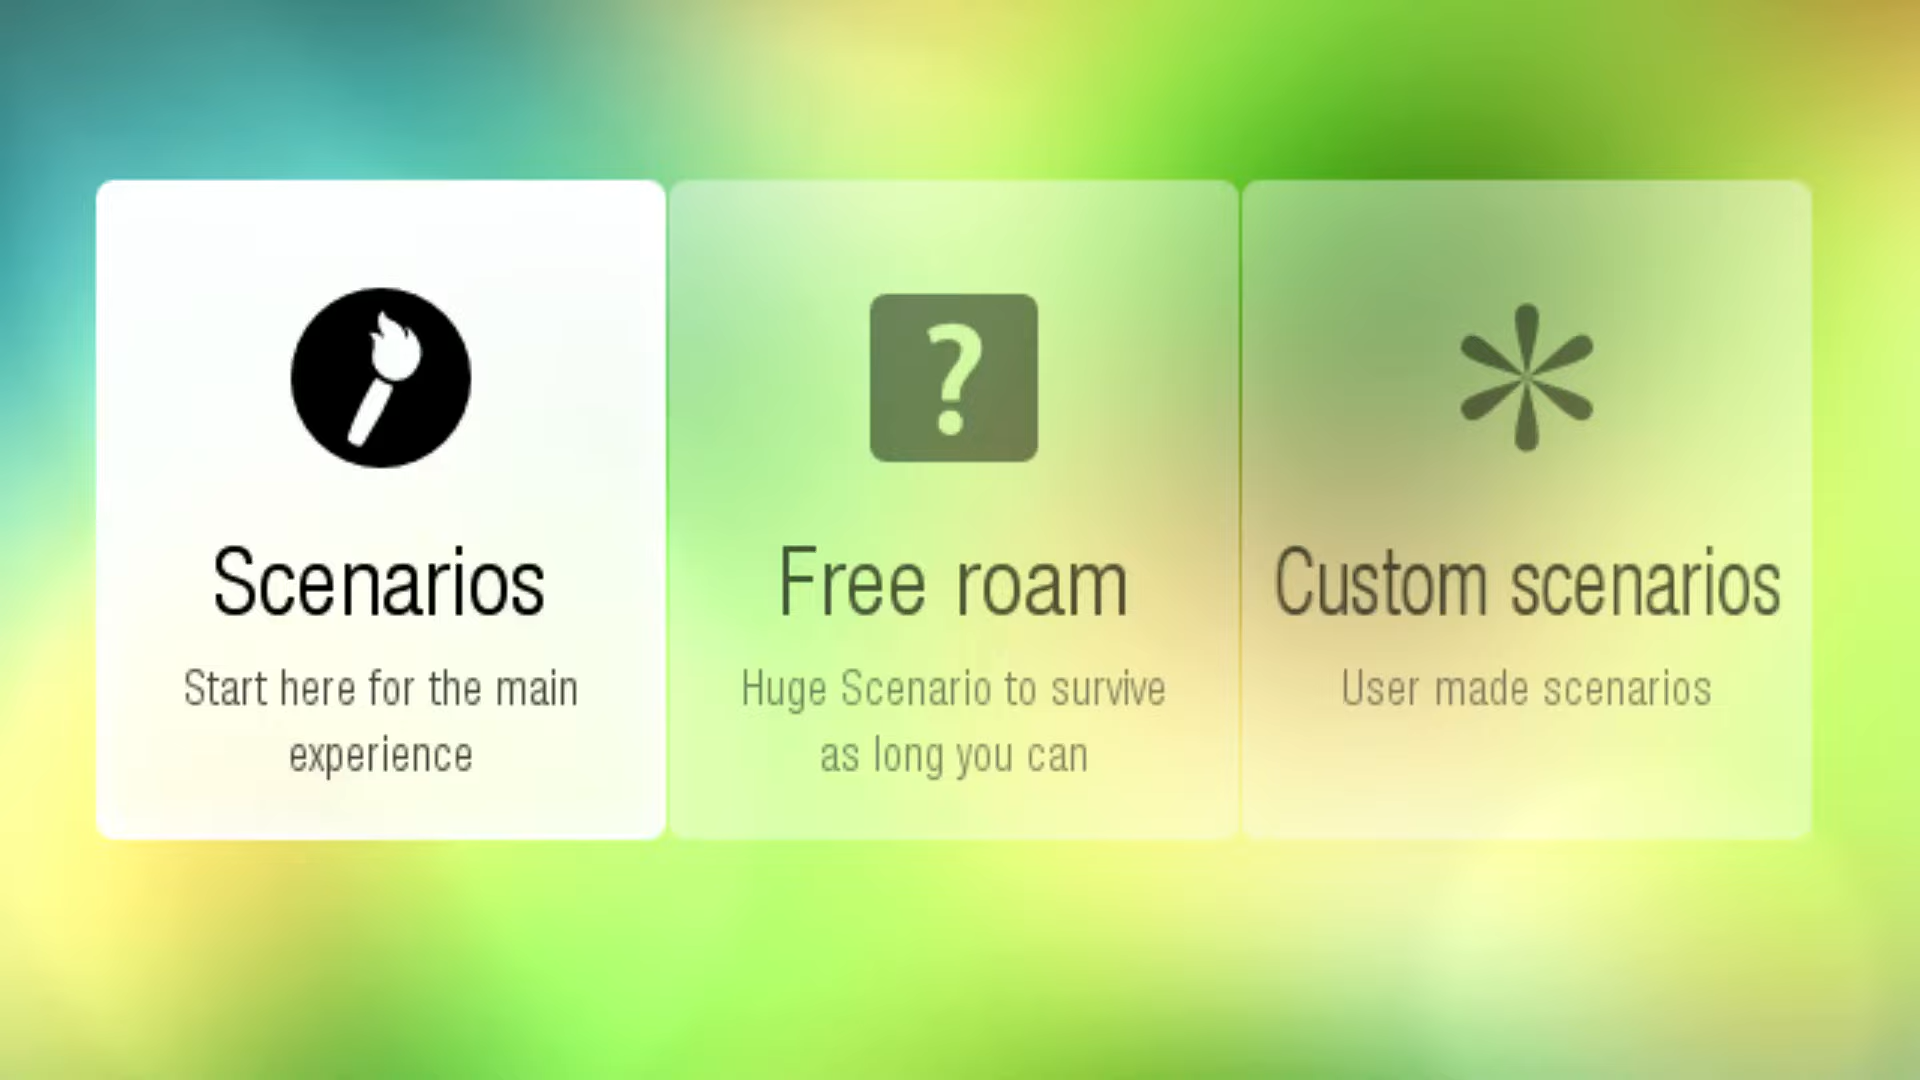 Scenarios
Start here for the main
experience
?
Free roam
Huge Scenario to survive
as long you can
Custom scenarios
User made scenarios